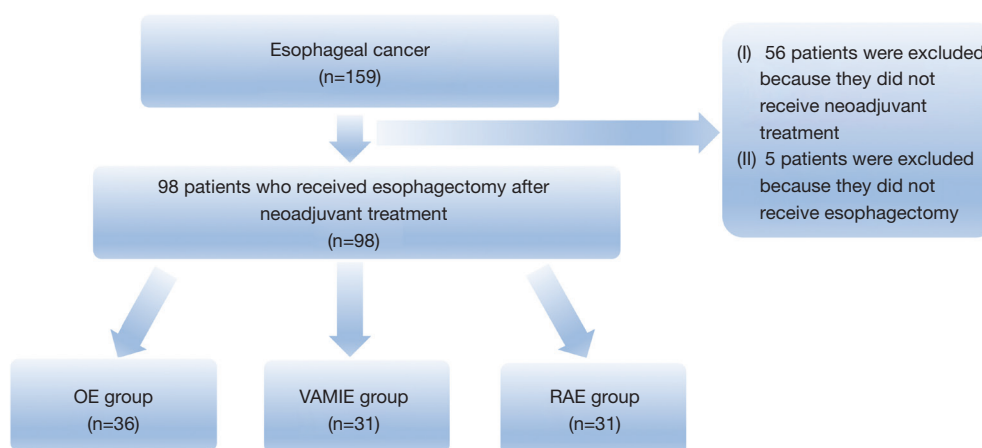 Esophageal cancer
(n=159)
(I) 56 patients were excluded
because they did not
receive neoadjuvant
treatment
(II) 5 patients were excluded
because they did not
receive esophagectomy
98 patients who received esophagectomy after
neoadjuvant treatment
(n=98)
OE group
(n=36)
VAMIE group
(n=31)
RAE group
(n=31)